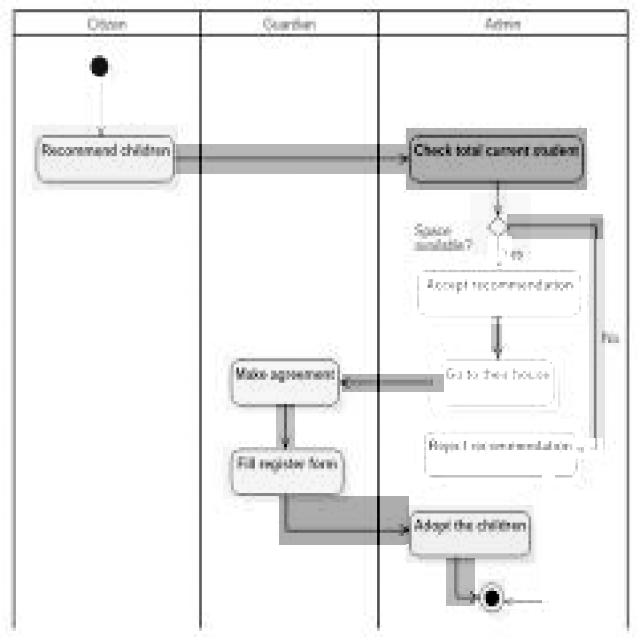 Citizen
Guardian
Admin
Recommend children
Check total current student
Space
available?
Accept recommendation
No
Make agreement
Go to their house
Reject recommendation
Fill register form
Adopt the children